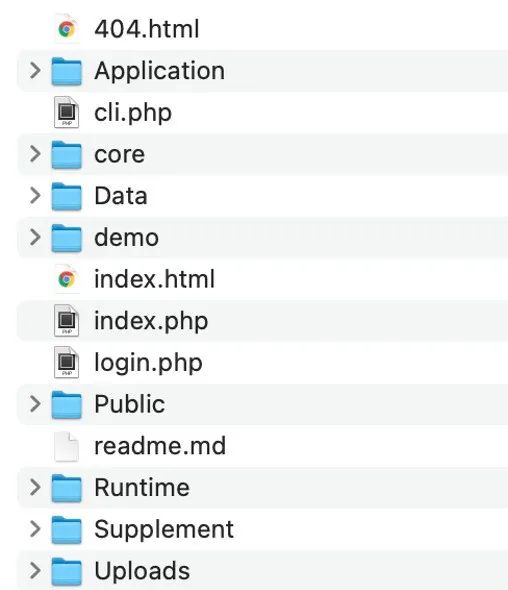 404.html
Application
cli.php
core
Data
demo
index.html
index.php
login.php
Public
readme.md
Runtime
Supplement
Uploads